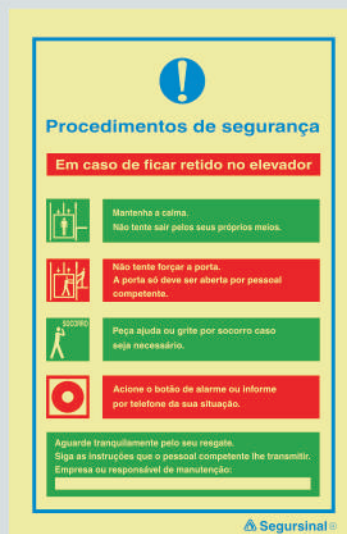 Procedimentos de segurança
Em caso de ficar retido no elevador
Mantenha a calma.
Não tente sair pelos seus próprios meios.
Não tente forçar a porta.
A porta só deve ser aberta por pessoal
competente.
SOCORRO
Peça ajuda ou grite por socorro caso
seja necessário.
Acione o botão de alarme ou informe
por telefone da sua situação.
Aguarde tranquilamente pelo seu resgate.
Siga as instruções que o pessoal competente lhe transmitir.
Empresa ou responsável de manutenção:
Segursinal